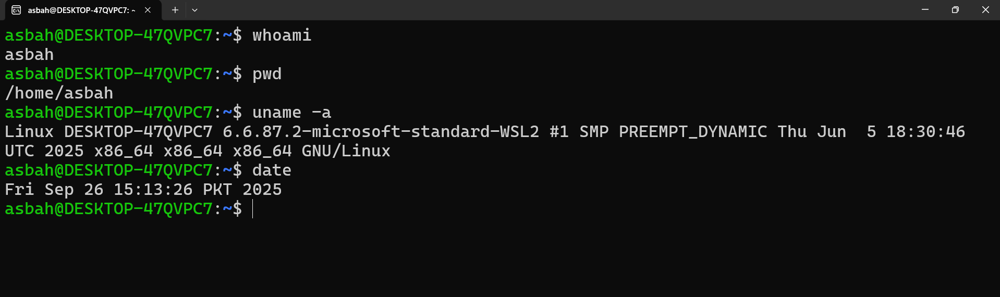 asbah@DESKTOP-47QVPC7: ~
asbah@DESKTOP-47QVPC7:~$ whoami
asbah
asbah@DESKTOP-47QVPC7:~$ pwd
/home/asbah
asbah@DESKTOP-47QVPC7:~$ uname -a
Linux DESKTOP-47QVPC7 6.6.87.2-microsoft-standard-WSL2 #1 SMP PREEMPT_DYNAMIC Thu Jun  5 18:30:46
UTC 2025 x86_64 x86_64 x86_64 GNU/Linux
asbah@DESKTOP-47QVPC7:~$ date
Fri Sep 26 15:13:26 PKT 2025
asbah@DESKTOP-47QVPC7:~$